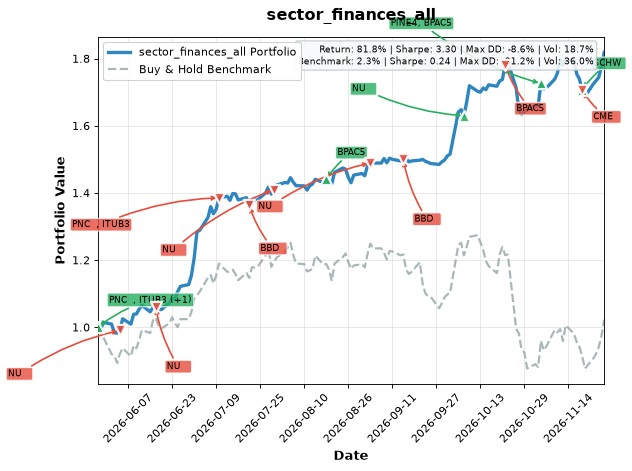 sector_finances_all
PINE4, BPAC5
sector_finances_all Portfolio
Buy & Hold Benchmark
Return: 81.8% | Sharpe: 3.30 | Max DD: -8.6% | Vol: 18.7%
Benchmark: 2.3% | Sharpe: 0.24 | Max DD: -31.2% | Vol: 36.0%
SCHW
NU
BPAC5
CME
BPAC5
NU
PNC , ITUB3
BBD
NU
BBD
PNC , ITUB3 (+1)
NU
NU
Portfolio Value
1.8
1.6
1.4
1.2
1.0
2026-06-07
2026-06-23
2026-07-09
2026-07-25
2026-08-10
2026-08-26
2026-09-11
2026-09-27
2026-10-13
2026-10-29
2026-11-14
Date